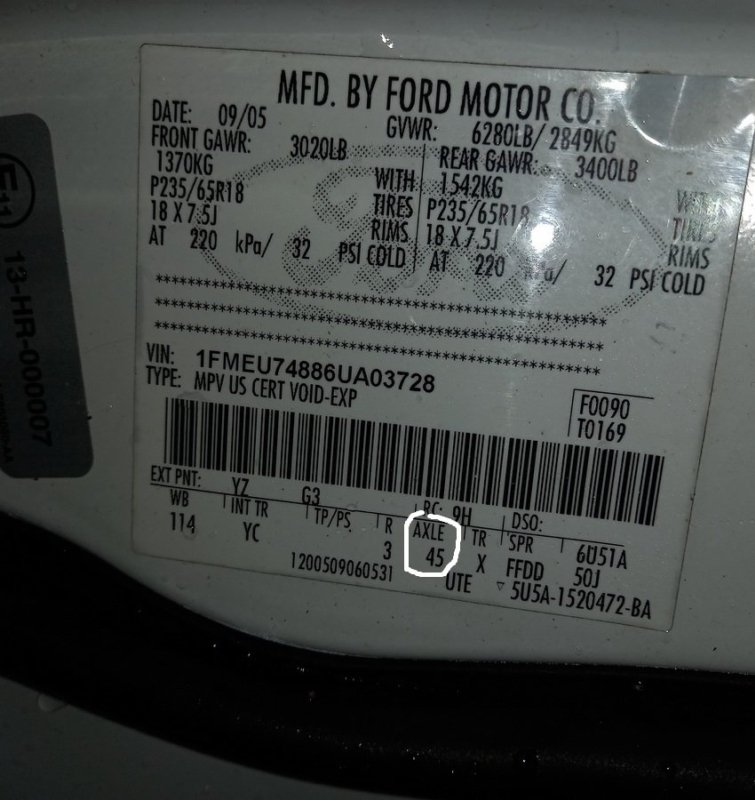 MFD. BY FORD MOTOR CO.
DATE: 09/05 GVWR: 6280LB/ 2849KG
FRONT GAWR: 3020LB REAR GAWR: 3400LB
1370KG WITH 1542KG WITH
P235/65R18 TIRES P235/65R18 TIRES
18 X 7.5J RIMS 18 X 7.5J RIMS
AT 220 kPa/ 32 PSI COLD AT 220 kPa/ 32 PSI COLD
****************************************
****************************************
****************************************
VIN: 1FMEU74886UA03728
TYPE: MPV US CERT VOID-EXP
F0090
T0169
EXT PNT: YZ G3 RC: 9H DSO:
WB INT TR TP/PS R AXLE TR SPR 6U51A
114 YC 3 45 X FFDD 50J
1200509060531 UTE 5U5A-1520472-BA
E11
13-HR-000007